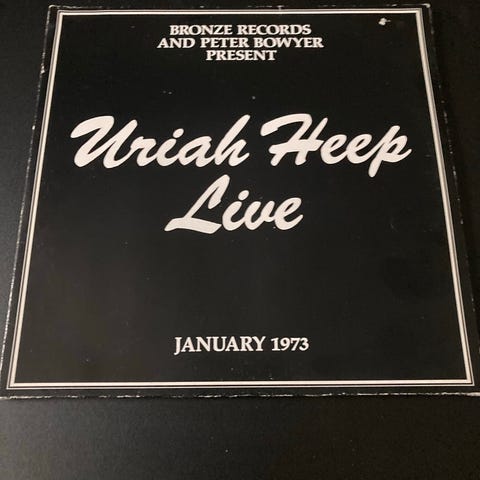 BRONZE RECORDS
AND PETER BOWYER
PRESENT
Uriah Heep
Live
JANUARY 1973